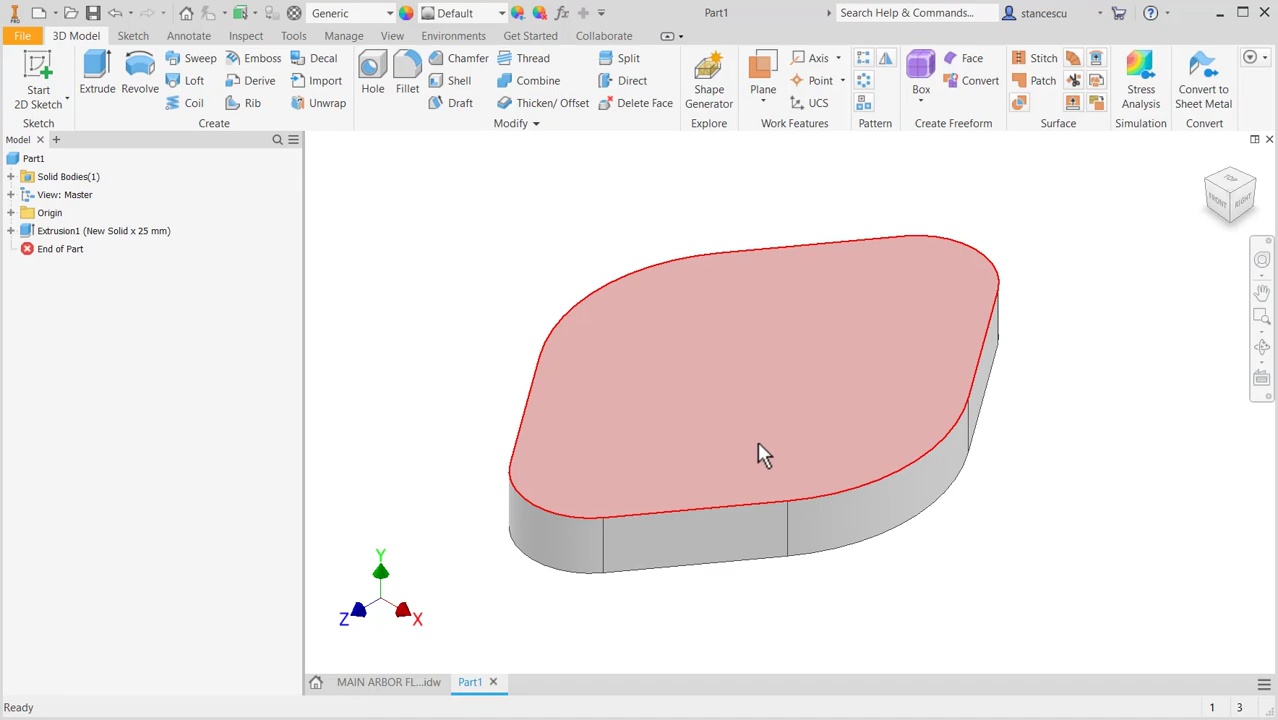 PRO Generic Default fx Part1 Search Help & Commands... stancescu ?
File 3D Model Sketch Annotate Inspect Tools Manage View Environments Get Started Collaborate
Start
2D Sketch
Extrude
Revolve
Sweep
Loft
Coil
Emboss
Derive
Rib
Decal
Import
Unwrap
Hole
Fillet
Chamfer
Shell
Draft
Thread
Combine
Thicken/ Offset
Split
Direct
Delete Face
Shape
Generator
Plane
Axis
Point
UCS
Box
Face
Convert
Stitch
Patch
Stress
Analysis
Convert to
Sheet Metal
Sketch Create Modify Explore Work Features Pattern Create Freeform Surface Simulation Convert
Model
Part1
Solid Bodies(1)
View: Master
Origin
Extrusion1 (New Solid x 25 mm)
End of Part
TOP
FRONT RIGHT
Y
Z X
MAIN ARBOR FL...idw Part1
Ready 1 3